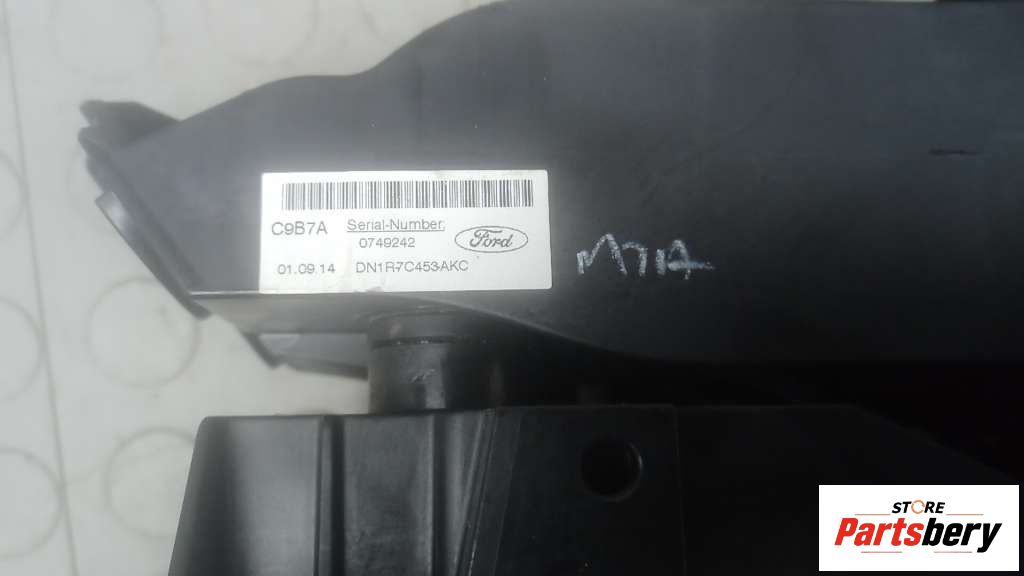 C9B7A Serial-Number:
0749242
Ford
01.09.14 DN1R7C453AKC
M71A
STORE
Partsbery